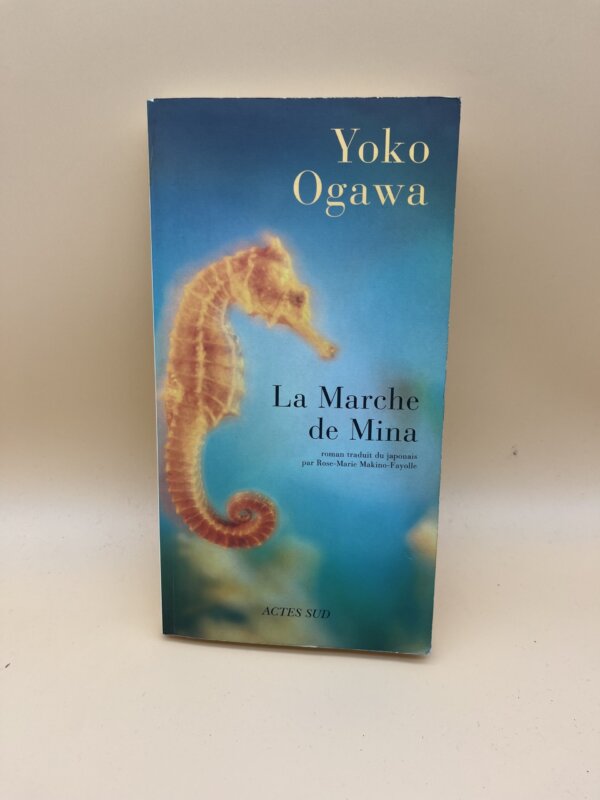 Yoko
Ogawa
La Marche
de Mina
roman traduit du japonais
par Rose-Marie Makino-Fayolle
ACTES SUD